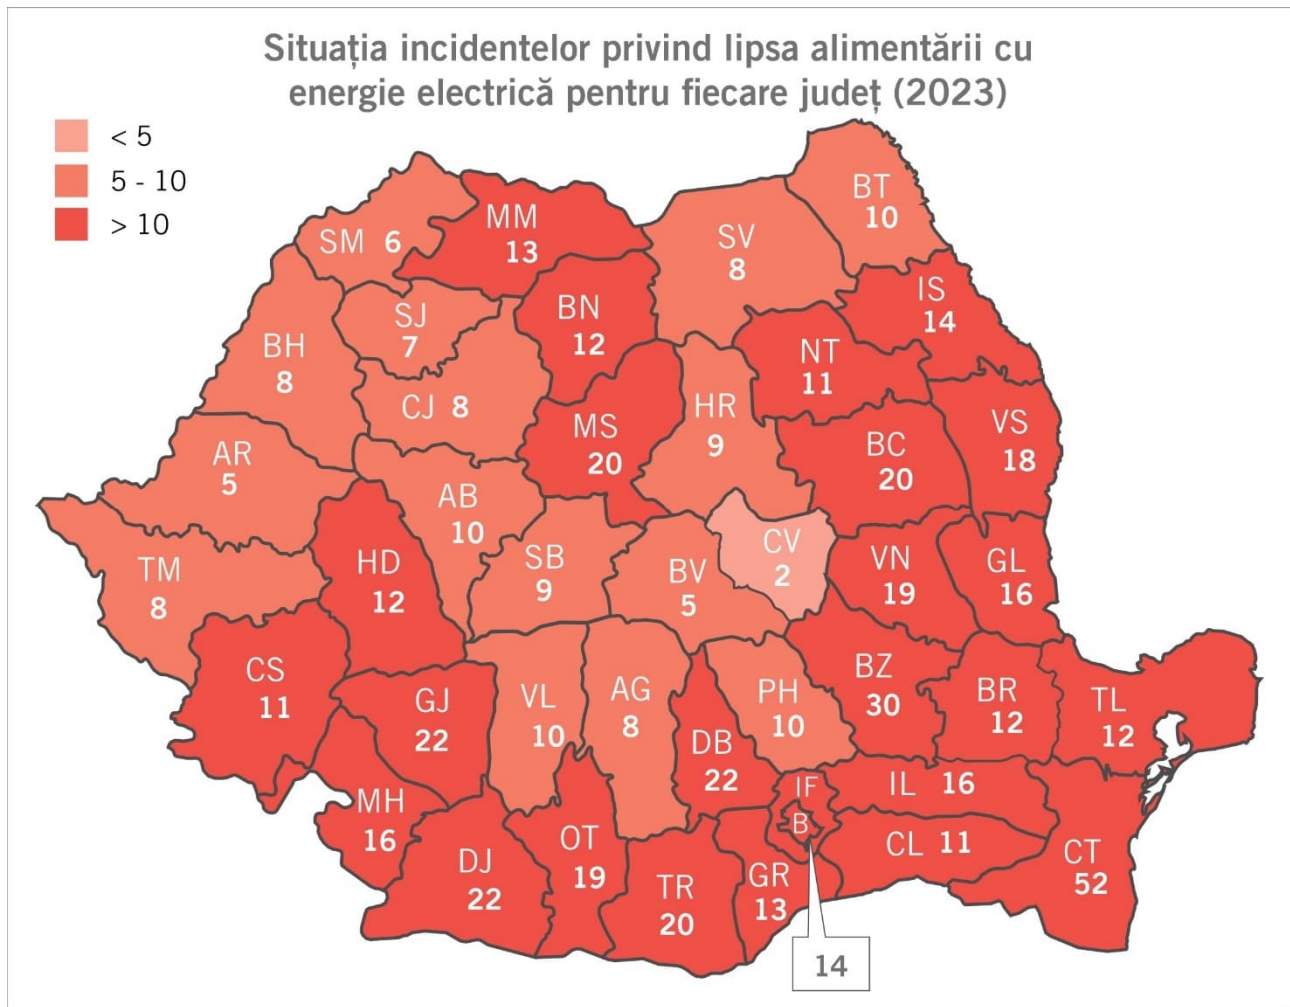 Situația incidentelor privind lipsa alimentării cu
energie electrică pentru fiecare județ (2023)
< 5
5 - 10
> 10
BT
10
MM
13
SM 6
SV
8
IS
14
BN
12
SJ
7
NT
11
BH
8
CJ 8
HR
9
MS
20
VS
18
BC
20
AR
5
AB
10
CV
2
SB
9
BV
5
VN
19
GL
16
TM
8
HD
12
CS
11
GJ
22
VL
10
AG
8
PH
10
BZ
30
BR
12
TL
12
DB
22
IF
B
IL 16
MH
16
CL 11
OT
19
DJ
22
TR
20
GR
13
CT
52
14